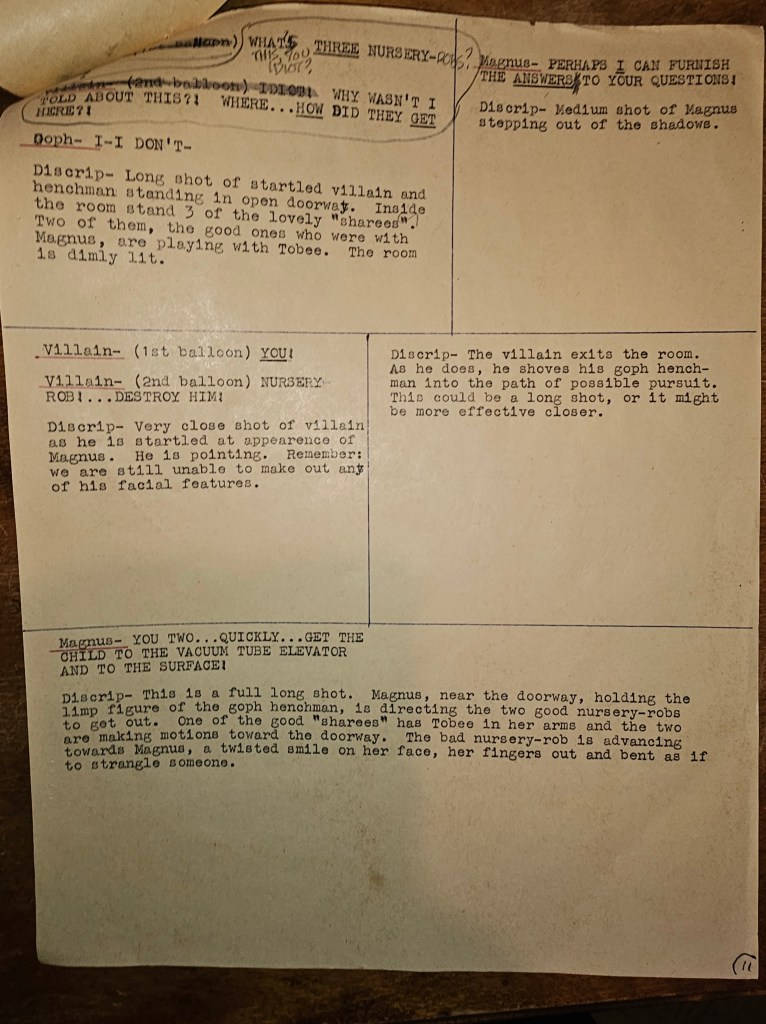 balloon) WHAT'S THREE NURSERY-ROBS?
THIS, YOU
IDIOT?
Villain- (2nd balloon) IDIOT! WHY WASN'T I
TOLD ABOUT THIS?! WHERE...HOW DID THEY GET
HERE?!
Goph- I-I DON'T-
Discrip- Long shot of startled villain and
henchman standing in open doorway. Inside
the room stand 3 of the lovely "sharees".
Two of them, the good ones who were with
Magnus, are playing with Tobee. The room
is dimly lit.
Magnus- PERHAPS I CAN FURNISH
THE ANSWERS TO YOUR QUESTIONS!
Discrip- Medium shot of Magnus
stepping out of the shadows.
Villain- (1st balloon) YOU!
Villain- (2nd balloon) NURSERY
ROB!...DESTROY HIM!
Discrip- Very close shot of villain
as he is startled at appearence of
Magnus. He is pointing. Remember:
we are still unable to make out any
of his facial features.
Discrip- The villain exits the room.
As he does, he shoves his goph hench-
man into the path of possible pursuit.
This could be a long shot, or it might
be more effective closer.
Magnus- YOU TWO...QUICKLY...GET THE
CHILD TO THE VACUUM TUBE ELEVATOR
AND TO THE SURFACE!
Discrip- This is a full long shot. Magnus, near the doorway, holding the
limp figure of the goph henchman, is directing the two good nursery-robs
to get out. One of the good "sharees" has Tobee in her arms and the two
are making motions toward the doorway. The bad nursery-rob is advancing
towards Magnus, a twisted smile on her face, her fingers out and bent as if
to strangle someone.
11